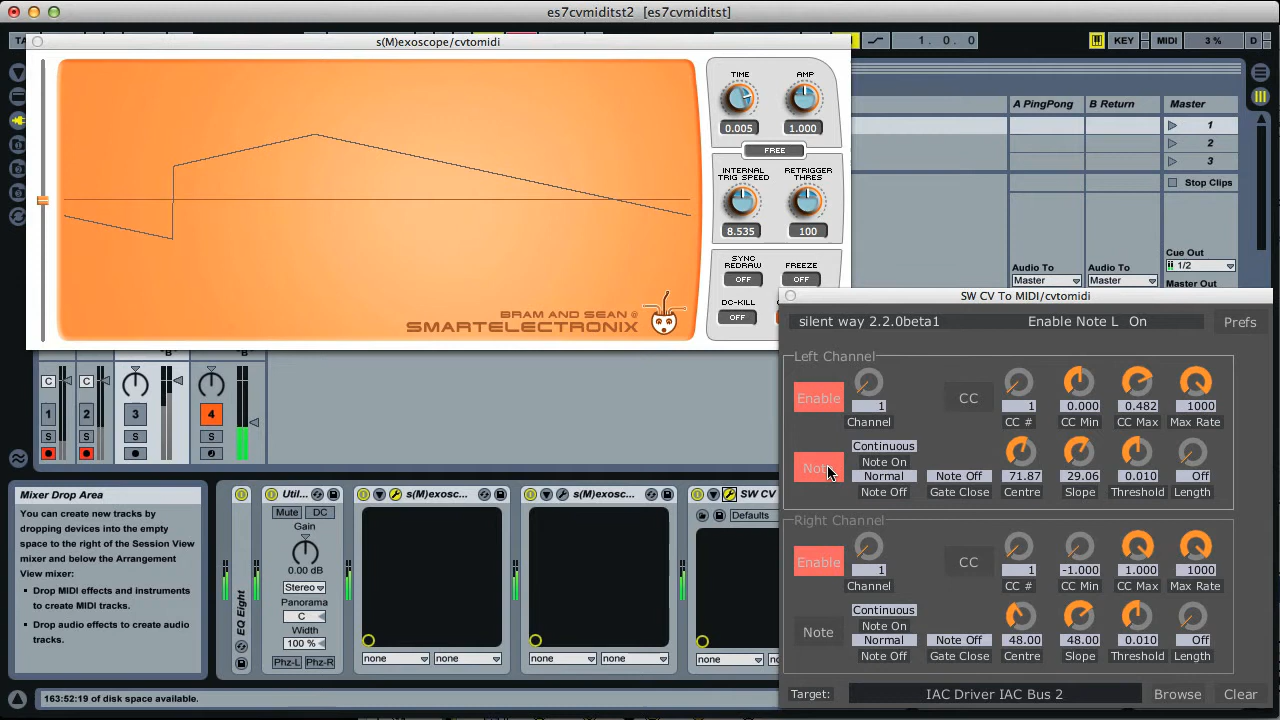 es7cvmiditst2 [es7cvmiditst]
s(M)exoscope/cvtomidi
1. 0. 0
KEY
MIDI
3 %
D
TIME
AMP
0.005
1.000
FREE
INTERNAL TRIG SPEED
RETRIGGER THRES
8.535
100
SYNC REDRAW
FREEZE
OFF
OFF
DC-KILL
OFF
BRAM AND SEAN @
SMARTELECTRONIX
A PingPong
B Return
Master
1
2
3
Stop Clips
Cue Out
1/2
Audio To
Audio To
Master Out
Master
Master
SW CV To MIDI/cvtomidi
silent way 2.2.0beta1
Enable Note L On
Prefs
Left Channel
Enable
1
Channel
CC
1
0.000
0.482
1000
CC #
CC Min
CC Max
Max Rate
Note
Continuous
Note On
Normal
Note Off
Note Off
Gate Close
71.87
29.06
0.010
Off
Centre
Slope
Threshold
Length
Right Channel
Enable
1
Channel
CC
1
-1.000
1.000
1000
CC #
CC Min
CC Max
Max Rate
Note
Continuous
Note On
Normal
Note Off
Note Off
Gate Close
48.00
48.00
0.010
Off
Centre
Slope
Threshold
Length
Target:
IAC Driver IAC Bus 2
Browse
Clear
C
C
1
2
3
4
S
S
S
S
Mixer Drop Area
You can create new tracks by
dropping devices into the empty
space to the right of the Session View
mixer and below the Arrangement
View mixer:
Drop MIDI effects and instruments
to create MIDI tracks.
Drop audio effects to create audio
tracks.
EQ Eight
Util...
Mute
DC
Gain
0.00 dB
Stereo
Panorama
C
Width
100 %
Phz-L
Phz-R
s(M)exosc...
none
none
s(M)exosc...
none
none
SW CV
Defaults
none
163:52:19 of disk space available.